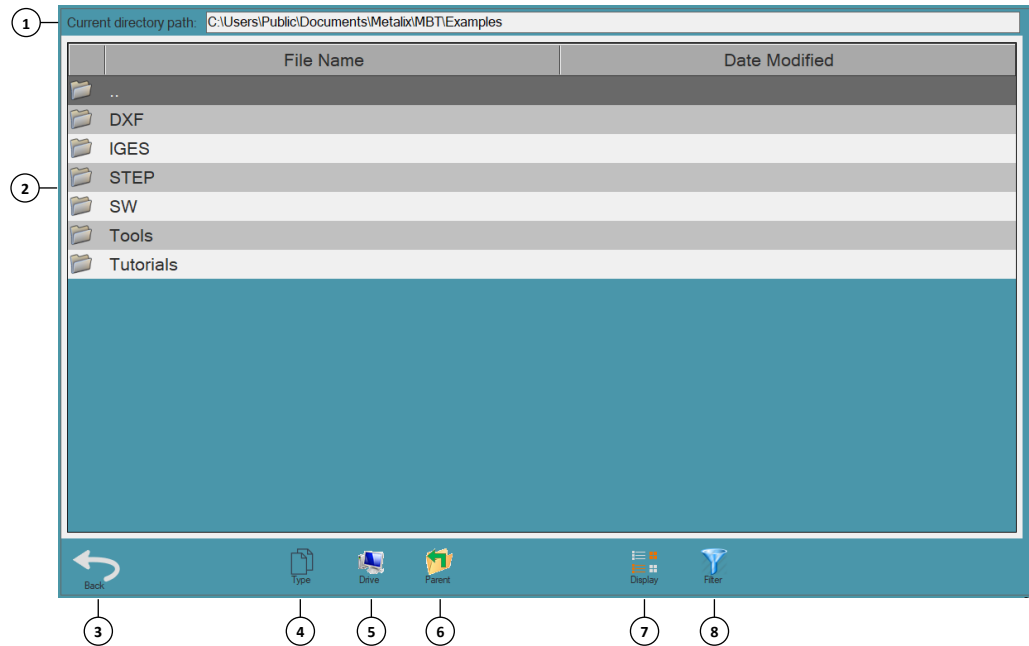 1
Current directory path: C:\Users\Public\Documents\Metalix\MBT\Examples
File Name Date Modified
..
DXF
IGES
STEP
2
SW
Tools
Tutorials
Back Type Drive Parent Display Filter
3 4 5 6 7 8